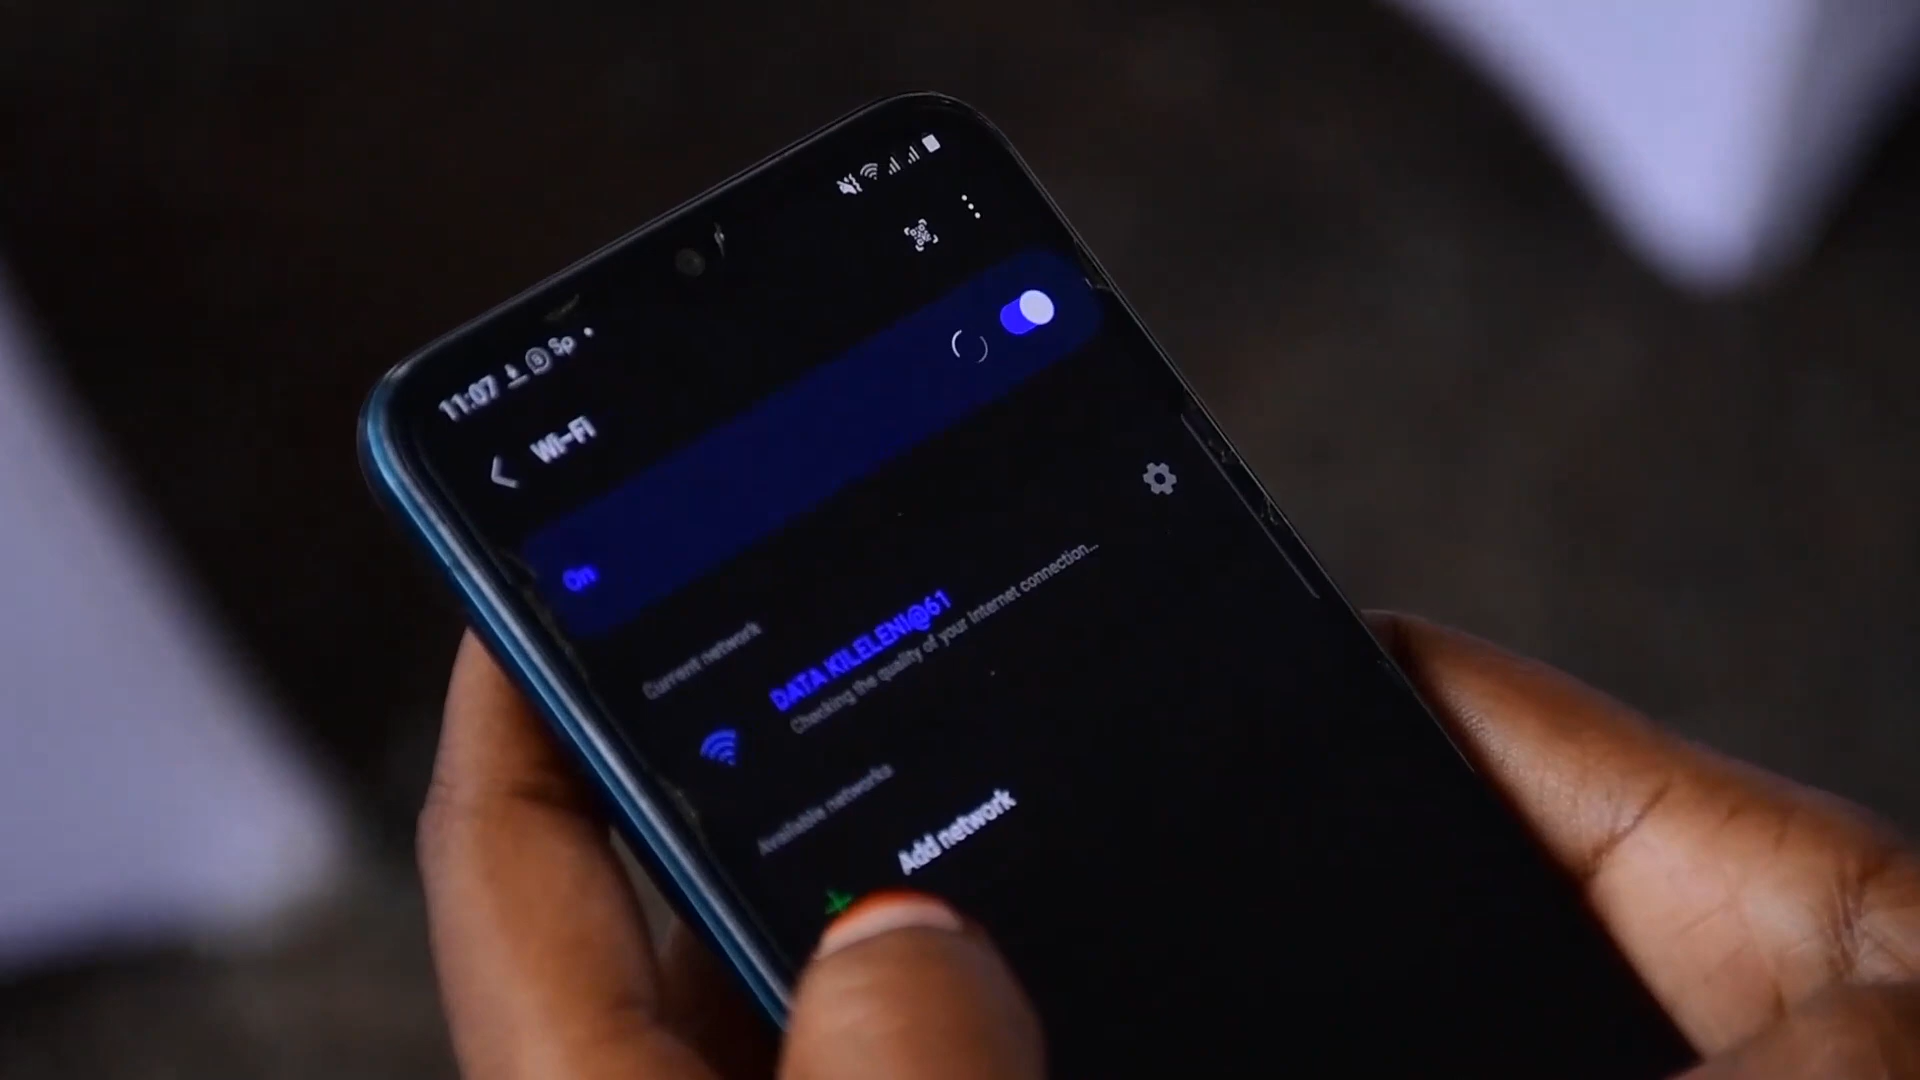 11:07 Sp
Wi-Fi
On
Current network
DATA KILELENI@61
Checking the quality of your internet connection...
Available networks
Add network